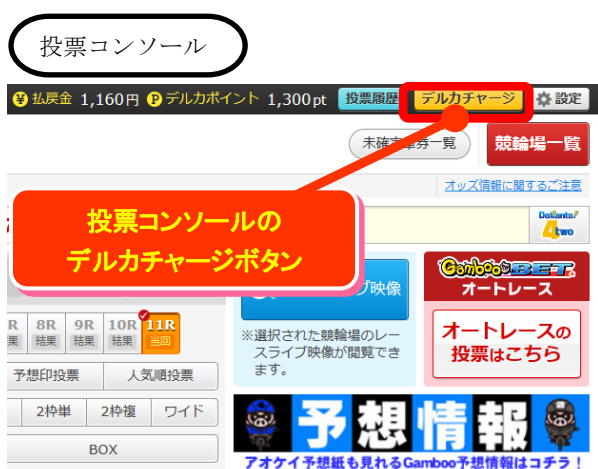 投票コンソール
払戻金 1,160円 P デルカポイント 1,300pt 投票履歴 デルカチャージ 設定
車券一覧 競輪場一覧
オッズ情報に関するご注意
投票コンソールの
デルカチャージボタン
Dokanto!
4two
ブ映像
GambooBET
オートレース
R 8R 9R 10R 11R
果 結果 結果 結果 当回
※選択された競輪場のレー
スライブ映像が閲覧でき
ます。
オートレースの
投票はこちら
予想印投票 人気順投票
2枠単 2枠複 ワイド
BOX
予想情報
アオケイ予想紙も見れるGamboo予想情報はコチラ！